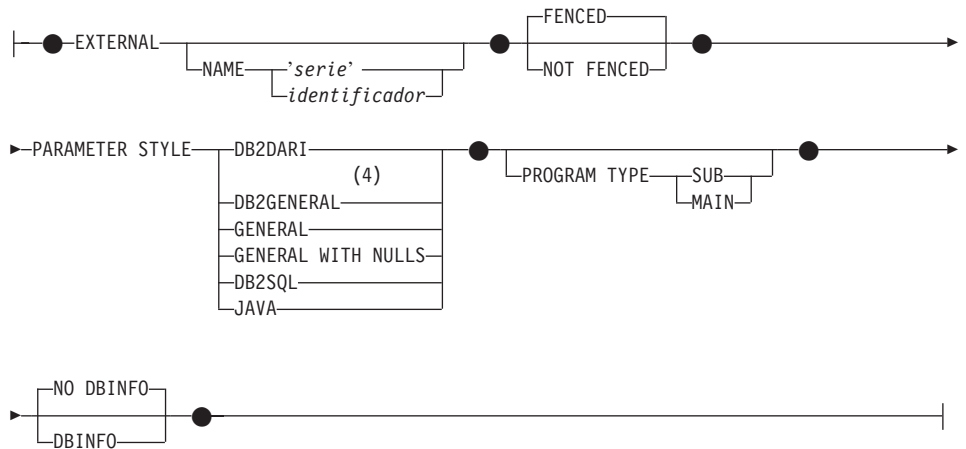 FENCED
EXTERNAL
NAME 'serie' NOT FENCED
identificador
PARAMETER STYLE DB2DARI
(4) PROGRAM TYPE SUB
DB2GENERAL MAIN
GENERAL
GENERAL WITH NULLS
DB2SQL
JAVA
NO DBINFO
DBINFO